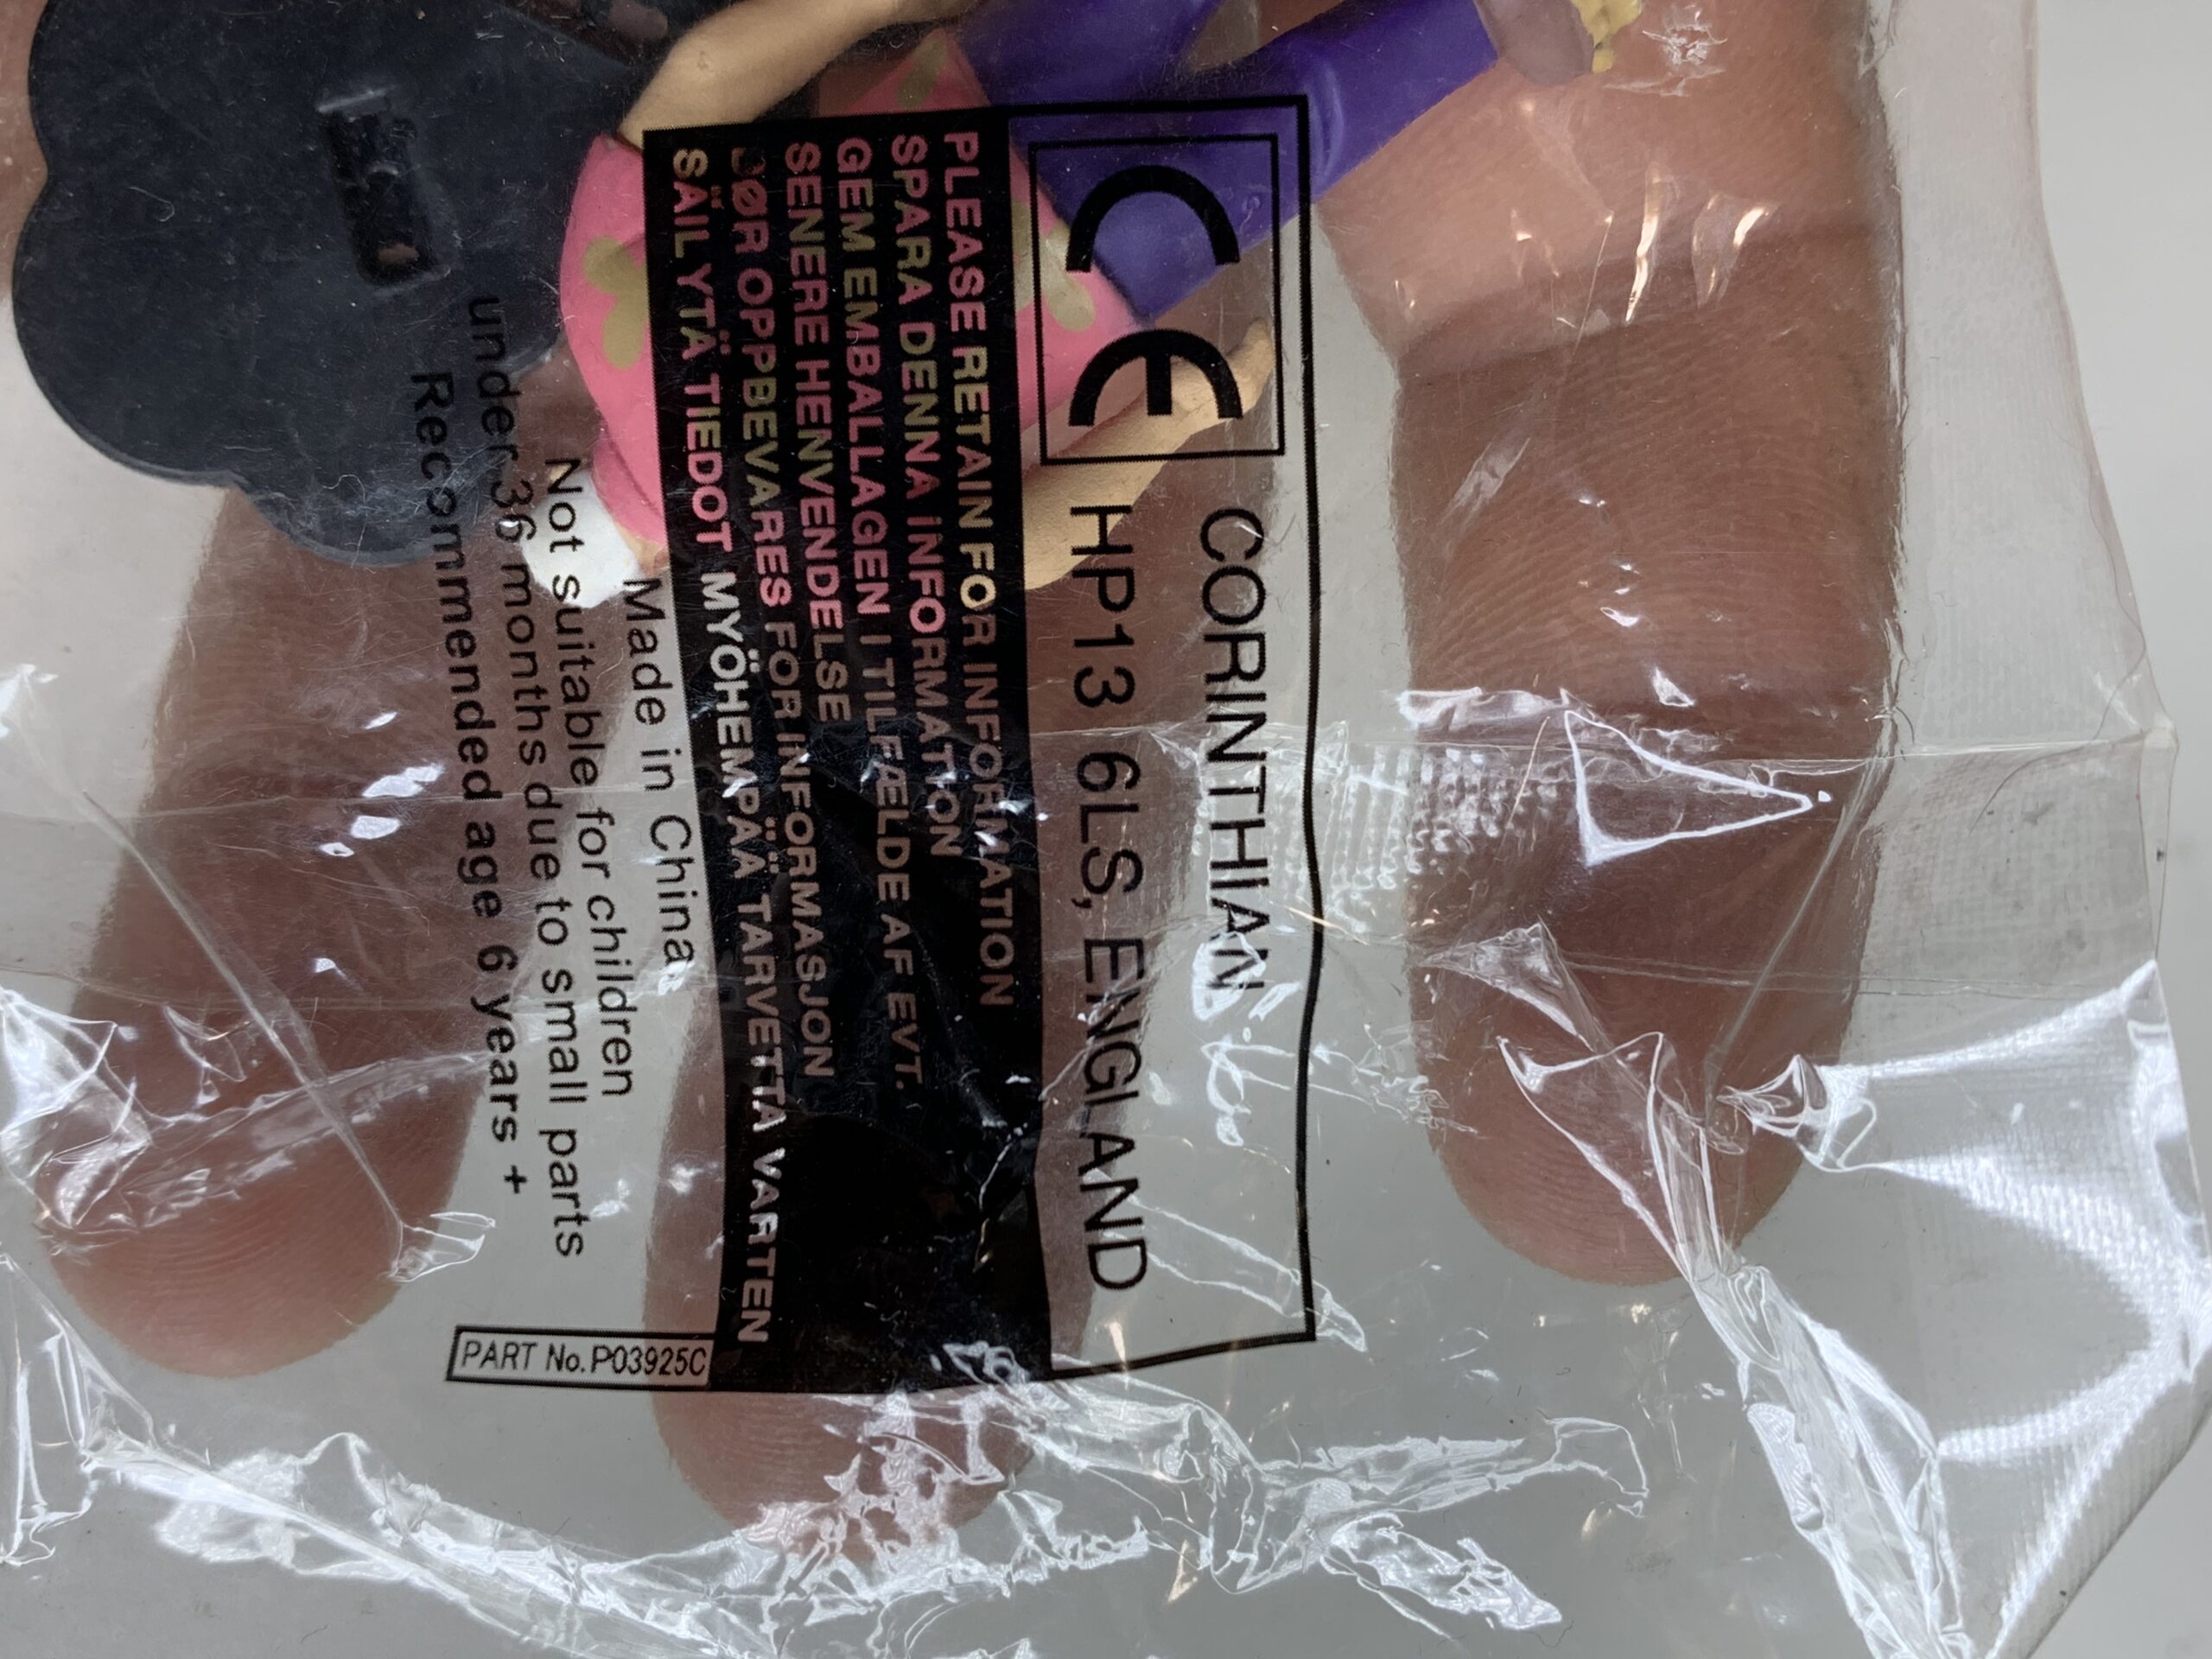 CE
CORINTHIAN
HP13 6LS, ENGLAND
PLEASE RETAIN FOR INFORMATION
SPARA DENNA INFORMATION
GEM EMBALLAGEN I TILFÆLDE AF EVT.
SENERE HENVENDELSE
BØR OPPBEVARES FOR INFORMASJON
SÄIL YTÄ TIEDOT MYÖHEMPÄÄ TARVETTA VARTEN
Made in China
Not suitable for children
under 36 months due to small parts
Recommended age 6 years +
PART No. P03925C